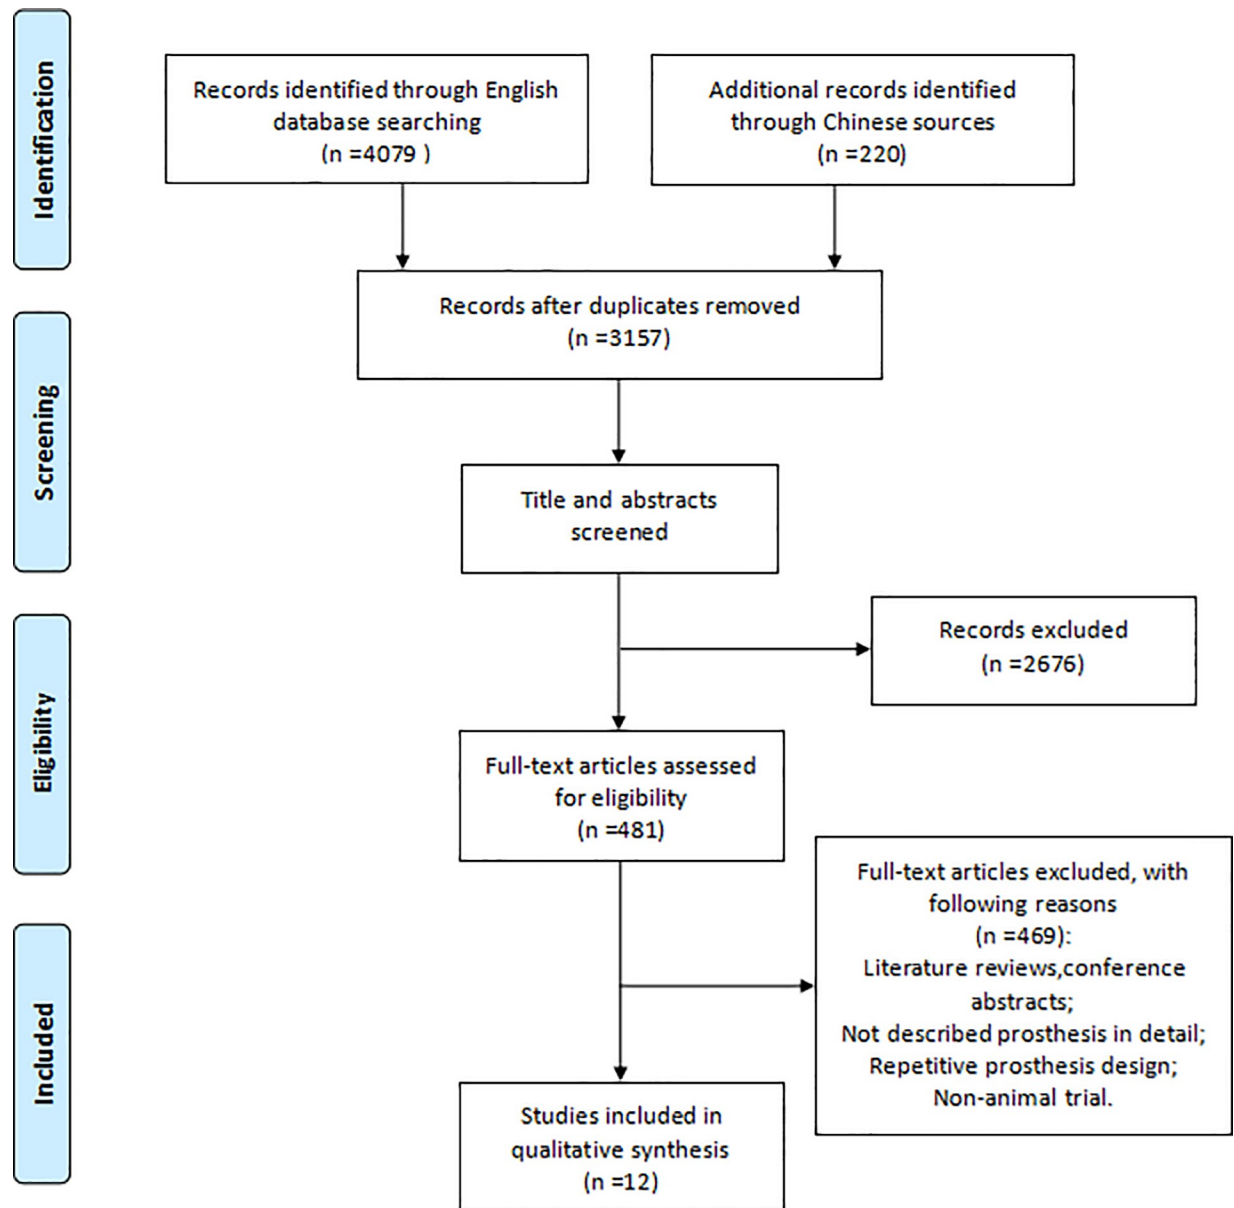 Identification
Records identified through English
database searching
(n =4079 )
Additional records identified
through Chinese sources
(n =220)
Records after duplicates removed
(n =3157)
Screening
Title and abstracts
screened
Records excluded
(n =2676)
Eligibility
Full-text articles assessed
for eligibility
(n =481)
Full-text articles excluded, with
following reasons
(n =469):
Literature reviews,conference
abstracts;
Not described prosthesis in detail;
Repetitive prosthesis design;
Non-animal trial.
Included
Studies included in
qualitative synthesis
(n =12)